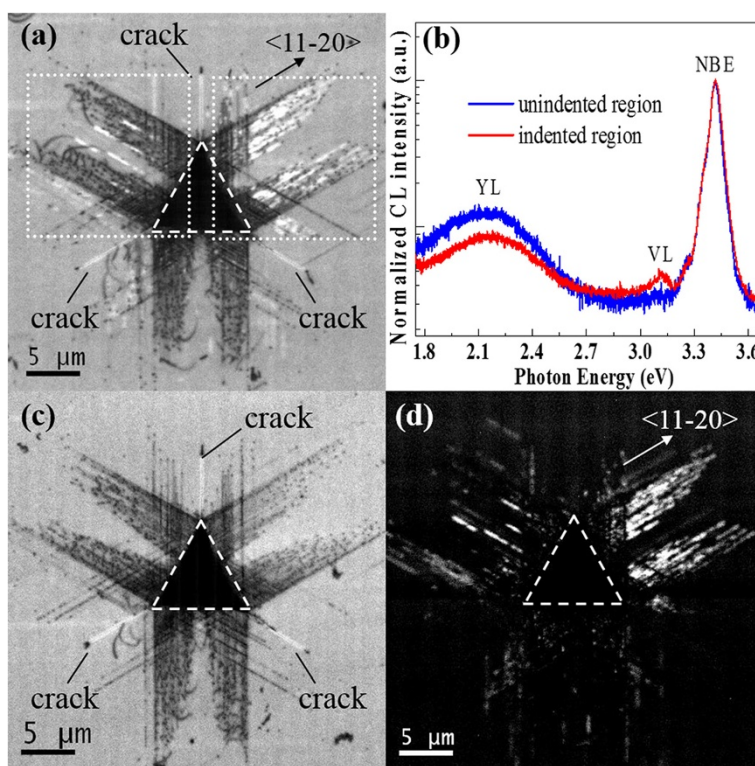 (a)
crack
<11-20>
crack
crack
5 μm
(b)
NBE
unindented region
indented region
YL
VL
Normalized CL intensity (a.u.)
1.8 2.1 2.4 2.7 3.0 3.3 3.6
Photon Energy (eV)
(c)
crack
crack
crack
5 μm
(d)
<11-20>
5 μm